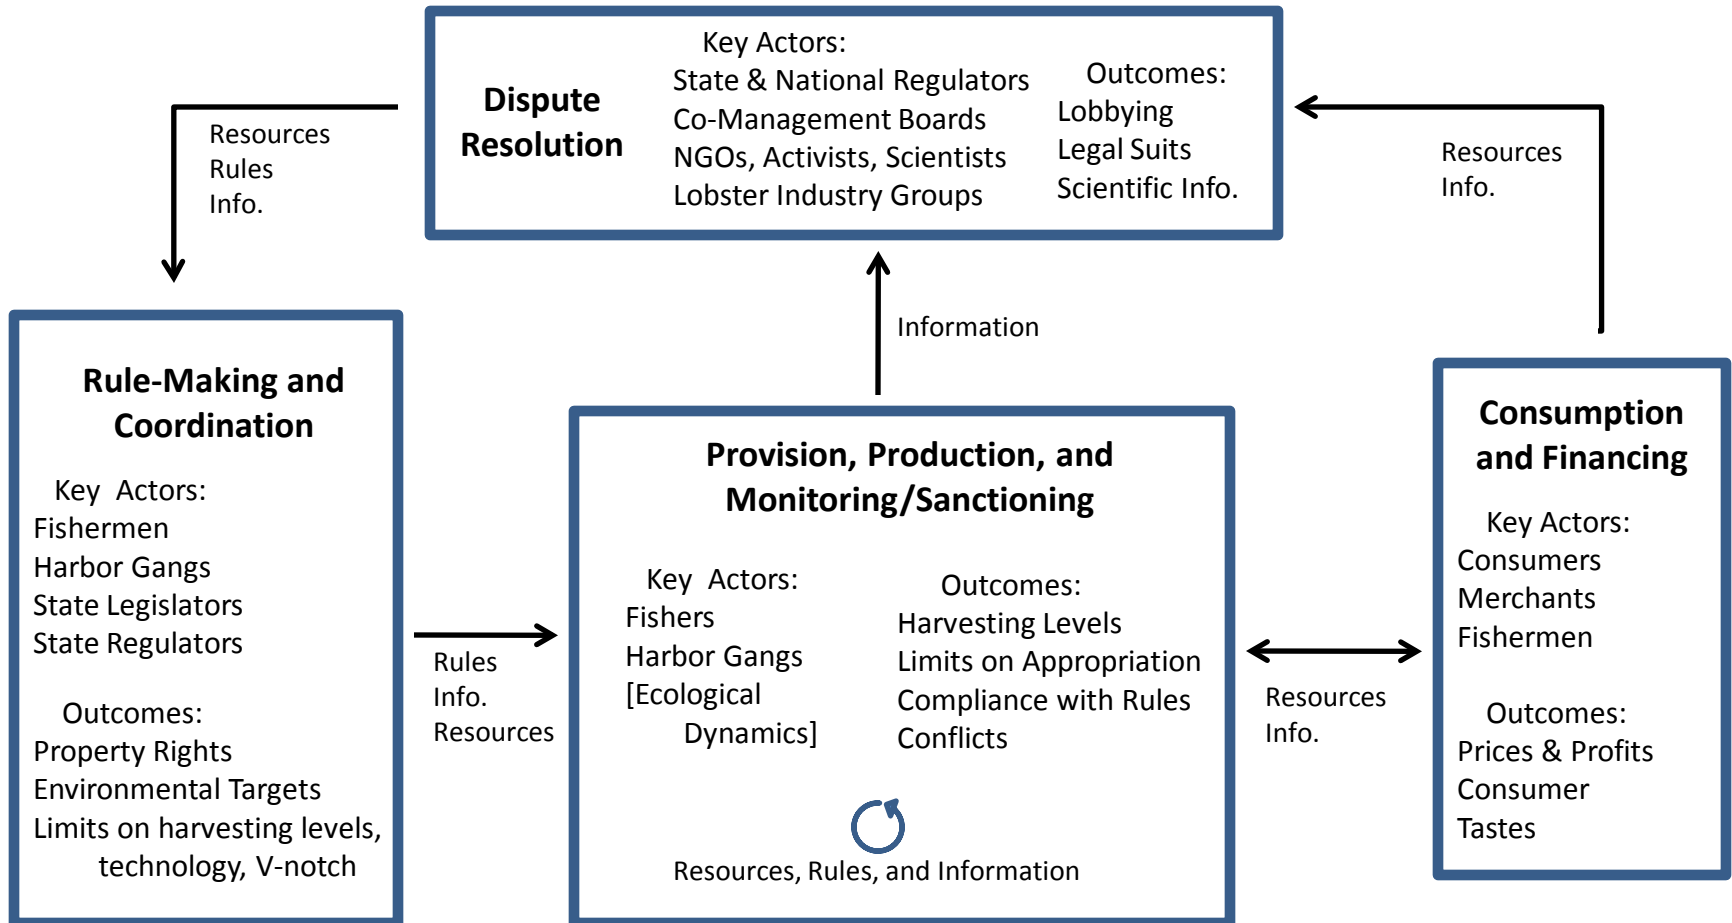 Dispute
Resolution
Key Actors:
State & National Regulators
Co-Management Boards
NGOs, Activists, Scientists
Lobster Industry Groups
Outcomes:
Lobbying
Legal Suits
Scientific Info.
Resources
Rules
Info.
Resources
Info.
Information
Rule-Making and
Coordination
Key Actors:
Fishermen
Harbor Gangs
State Legislators
State Regulators
Outcomes:
Property Rights
Environmental Targets
Limits on harvesting levels,
technology, V-notch
Rules
Info.
Resources
Provision, Production, and
Monitoring/Sanctioning
Key Actors:
Fishers
Harbor Gangs
[Ecological
Dynamics]
Outcomes:
Harvesting Levels
Limits on Appropriation
Compliance with Rules
Conflicts
Resources, Rules, and Information
Resources
Info.
Consumption
and Financing
Key Actors:
Consumers
Merchants
Fishermen
Outcomes:
Prices & Profits
Consumer
Tastes